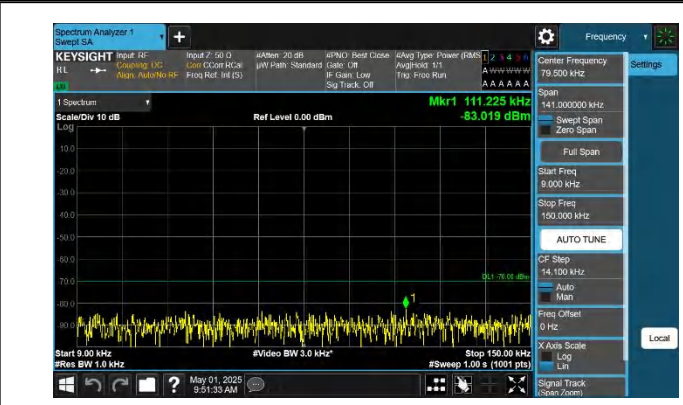 Spectrum Analyzer 1
Swept SA
+
Frequency
KEYSIGHT
RL
Input: RF
Coupling: DC
Align: Auto/No RF
Input Z: 50 Ω
Corr CCorr RCal
Freq Ref: Int (S)
#Atten: 20 dB
µW Path: Standard
#PNO: Best Close
Gate: Off
IF Gain: Low
Sig Track: Off
#Avg Type: Power (RMS
Avg|Hold: 1/1
Trig: Free Run
1 2 3 4 5 6
A W W W W W
A A A A A A
1 Spectrum
Scale/Div 10 dB
Ref Level 0.00 dBm
Mkr1 111.225 kHz
-83.019 dBm
Log
-10.0
-20.0
-30.0
-40.0
-50.0
-60.0
-70.0
-80.0
-90.0
1
Start 9.00 kHz
#Video BW 3.0 kHz*
Stop 150.00 kHz
#Res BW 1.0 kHz
#Sweep 1.00 s (1001 pts)
May 01, 2025
9:51:33 AM
?
Center Frequency
79.500 kHz
Settings
Span
141.000000 kHz
Swept Span
Zero Span
Full Span
Start Freq
9.000 kHz
Stop Freq
150.000 kHz
AUTO TUNE
CF Step
14.100 kHz
Auto
Man
Freq Offset
0 Hz
X Axis Scale
Log
Lin
Signal Track
(Span Zoom)
Local